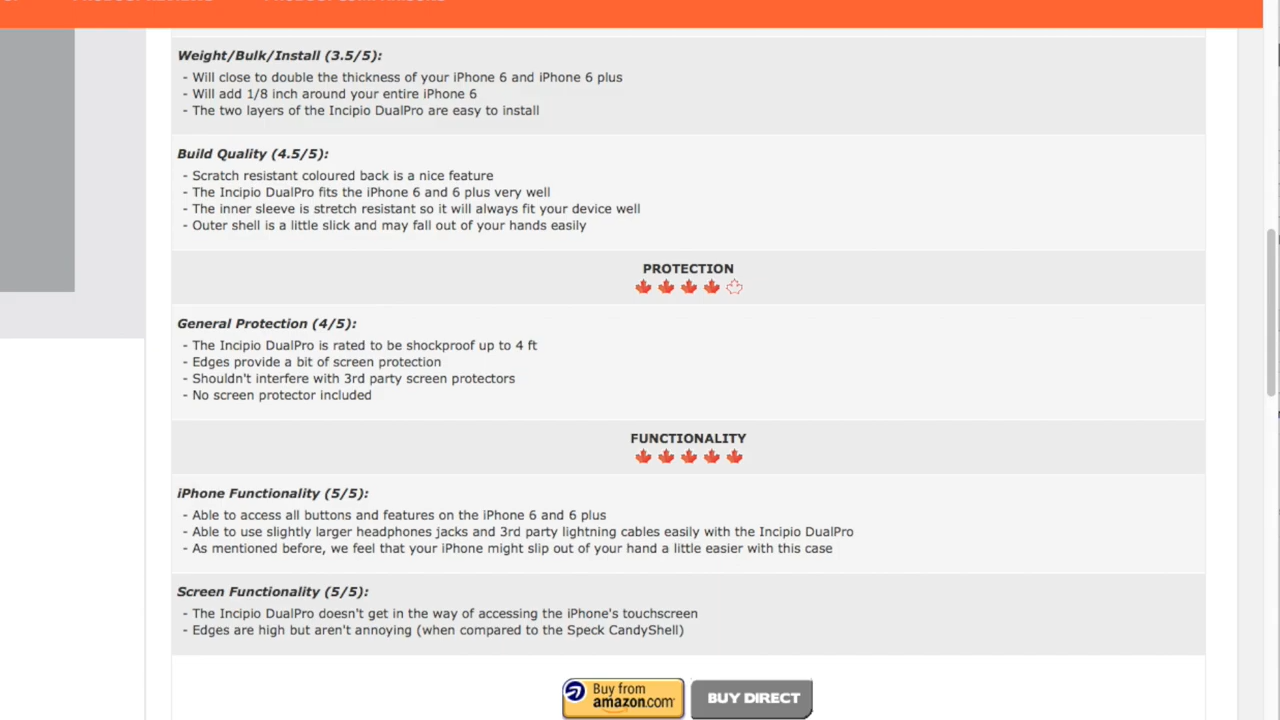 Weight/Bulk/Install (3.5/5):
- Will close to double the thickness of your iPhone 6 and iPhone 6 plus
- Will add 1/8 inch around your entire iPhone 6
- The two layers of the Incipio DualPro are easy to install
Build Quality (4.5/5):
- Scratch resistant coloured back is a nice feature
- The Incipio DualPro fits the iPhone 6 and 6 plus very well
- The inner sleeve is stretch resistant so it will always fit your device well
- Outer shell is a little slick and may fall out of your hands easily
PROTECTION
General Protection (4/5):
- The Incipio DualPro is rated to be shockproof up to 4 ft
- Edges provide a bit of screen protection
- Shouldn't interfere with 3rd party screen protectors
- No screen protector included
FUNCTIONALITY
iPhone Functionality (5/5):
- Able to access all buttons and features on the iPhone 6 and 6 plus
- Able to use slightly larger headphones jacks and 3rd party lightning cables easily with the Incipio DualPro
- As mentioned before, we feel that your iPhone might slip out of your hand a little easier with this case
Screen Functionality (5/5):
- The Incipio DualPro doesn't get in the way of accessing the iPhone's touchscreen
- Edges are high but aren't annoying (when compared to the Speck CandyShell)
Buy from
amazon.com
BUY DIRECT